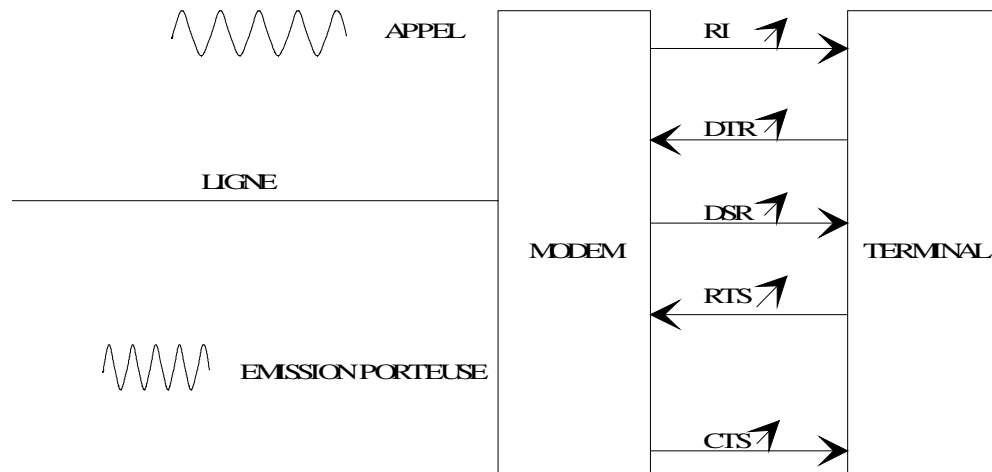 APPEL
RI
DTR
LIGNE
DSR
MODEM
TERMINAL
RTS
EMISSION PORTEUSE
CTS